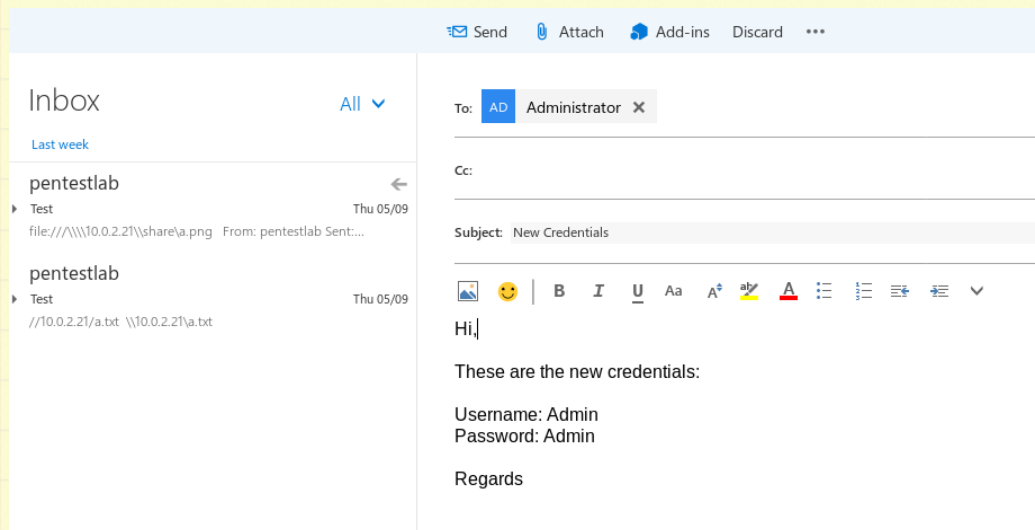 Send Attach Add-ins Discard •••
Inbox All
Last week
pentestlab
Test Thu 05/09
file:///\\\\10.0.2.21\\share\a.png From: pentestlab Sent:...
pentestlab
Test Thu 05/09
//10.0.2.21/a.txt \\10.0.2.21\a.txt
To: AD Administrator ×
Cc:
Subject: New Credentials
B I U Aa A ab A
Hi,
These are the new credentials:
Username: Admin
Password: Admin
Regards